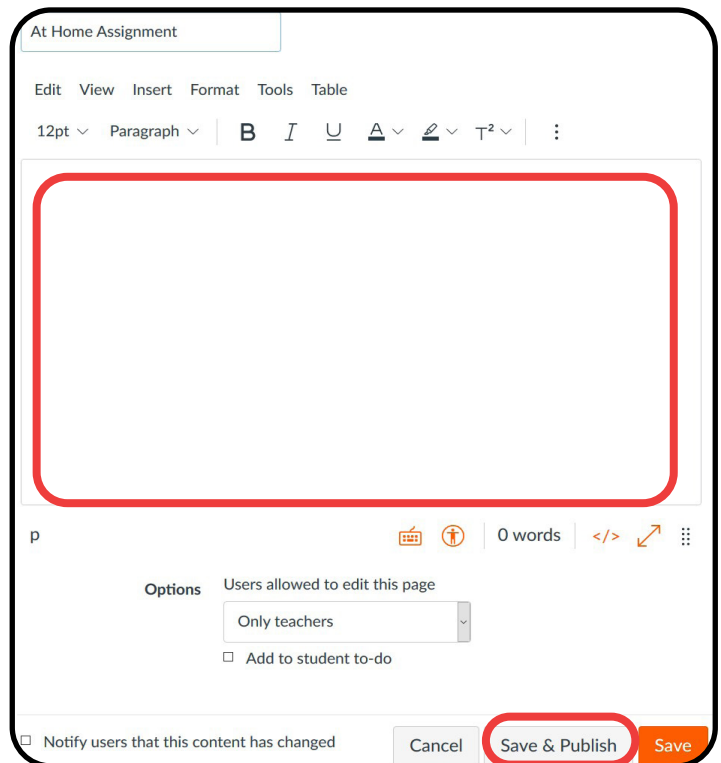 At Home Assignment
Edit View Insert Format Tools Table
12pt Paragraph B I U A T²
p 0 words </>
Options Users allowed to edit this page
Only teachers
Add to student to-do
Notify users that this content has changed Cancel Save & Publish Save